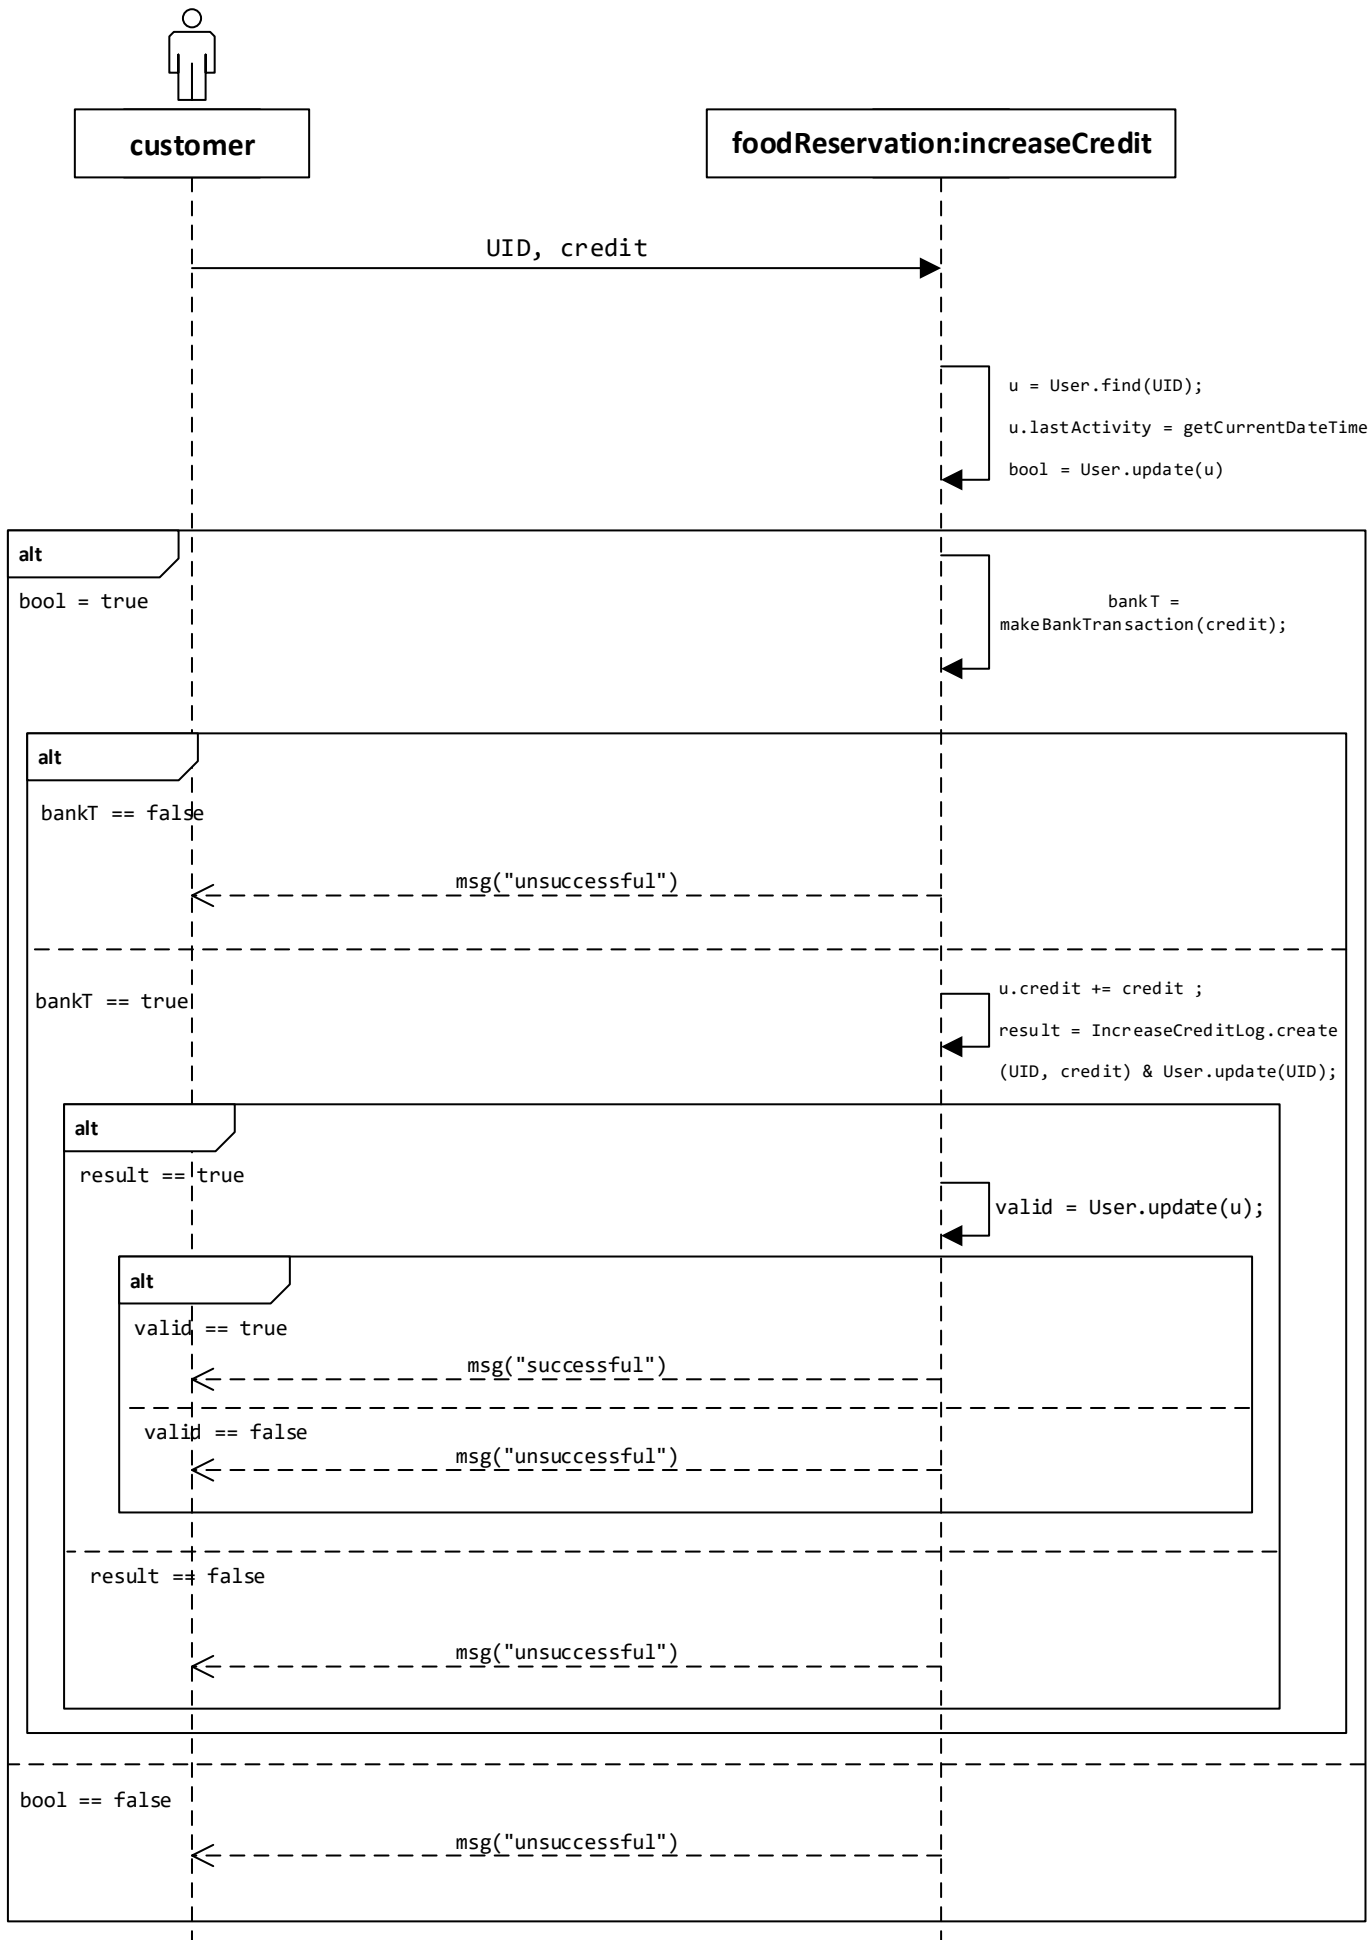 customer
foodReservation:increaseCredit
UID, credit
u = User.find(UID);
u.lastActivity = getCurrentDateTime
bool = User.update(u)
alt
bool = true
bankT =
makeBankTransaction(credit);
alt
bankT == false
msg("unsuccessful")
bankT == true
u.credit += credit ;
result = IncreaseCreditLog.create
(UID, credit) & User.update(UID);
alt
result == true
valid = User.update(u);
alt
valid == true
msg("successful")
valid == false
msg("unsuccessful")
result == false
msg("unsuccessful")
bool == false
msg("unsuccessful")